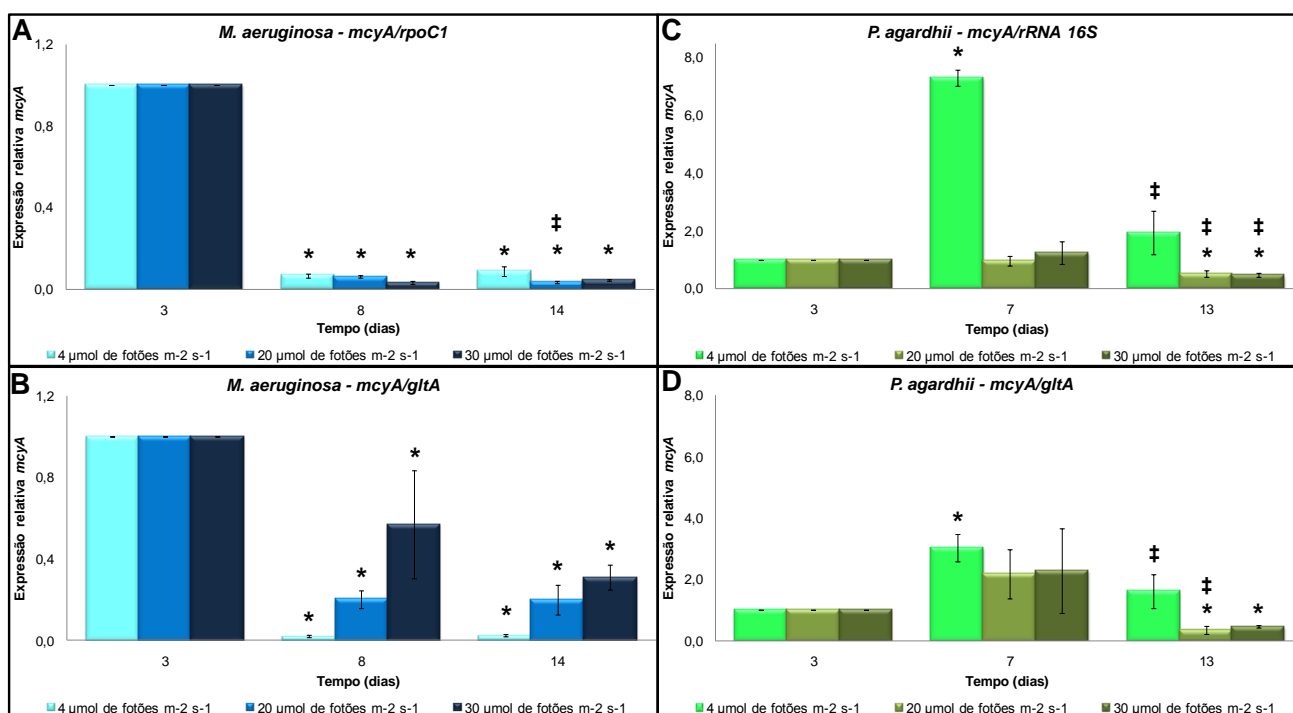 A
M. aeruginosa - mcyA/rpoC1
Expressão relativa mcyA
1,2
0,8
0,4
0,0
* * * * ‡ * *
3 8 14
Tempo (dias)
4 µmol de fotões m-2 s-1 20 µmol de fotões m-2 s-1 30 µmol de fotões m-2 s-1
C
P. agardhii - mcyA/rRNA 16S
Expressão relativa mcyA
8,0
6,0
4,0
2,0
0,0
* ‡ ‡ * ‡ *
3 7 13
Tempo (dias)
4 µmol de fotões m-2 s-1 20 µmol de fotões m-2 s-1 30 µmol de fotões m-2 s-1
B
M. aeruginosa - mcyA/gltA
Expressão relativa mcyA
1,2
0,8
0,4
0,0
* * * * * *
3 8 14
Tempo (dias)
4 µmol de fotões m-2 s-1 20 µmol de fotões m-2 s-1 30 µmol de fotões m-2 s-1
D
P. agardhii - mcyA/gltA
Expressão relativa mcyA
8,0
6,0
4,0
2,0
0,0
* ‡ ‡ * *
3 7 13
Tempo (dias)
4 µmol de fotões m-2 s-1 20 µmol de fotões m-2 s-1 30 µmol de fotões m-2 s-1